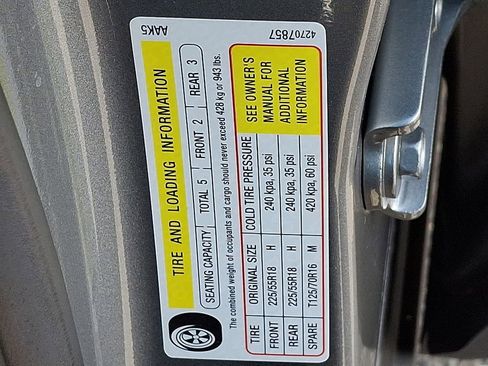 AAK5
42707857
TIRE AND LOADING INFORMATION
SEATING CAPACITY TOTAL 5 FRONT 2 REAR 3
The combined weight of occupants and cargo should never exceed 428 kg or 943 lbs.
TIRE ORIGINAL SIZE COLD TIRE PRESSURE
FRONT 225/55R18 H 240 kpa, 35 psi
REAR 225/55R18 H 240 kpa, 35 psi
SPARE T125/70R16 M 420 kpa, 60 psi
SEE OWNER'S
MANUAL FOR
ADDITIONAL
INFORMATION